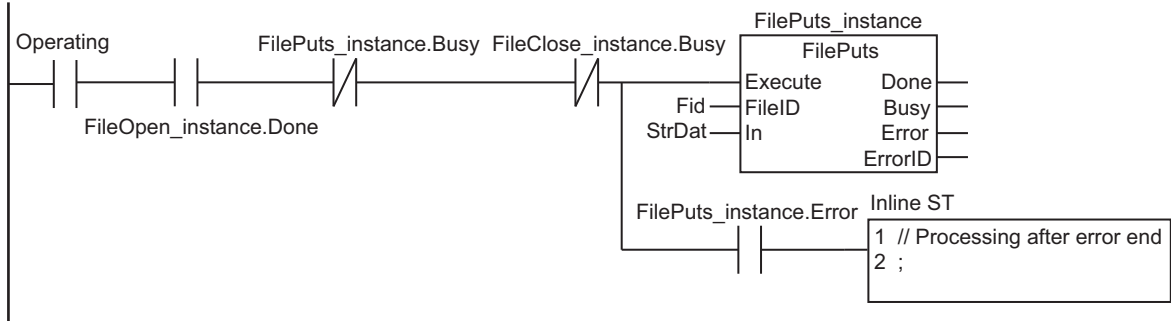 FilePuts_instance
Operating
FilePuts_instance.Busy
FileClose_instance.Busy
FilePuts
Execute
Done
FileOpen_instance.Done
Fid
FileID
Busy
StrDat
In
Error
ErrorID
FilePuts_instance.Error
Inline ST
1 // Processing after error end
2 ;